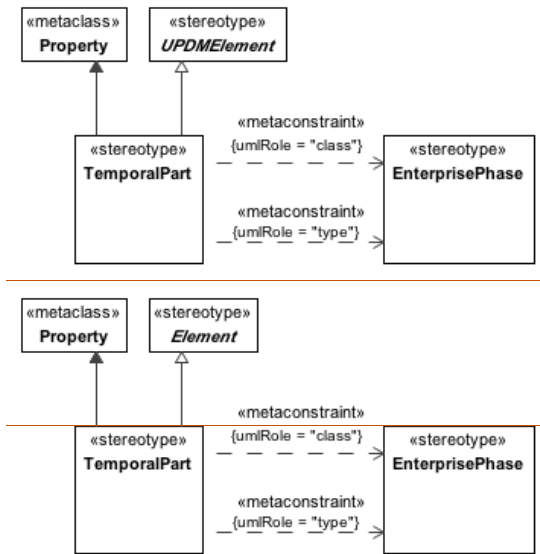 «metaclass»
Property
«stereotype»
UPDMElement
«metaconstraint»
{umlRole = "class"}
«stereotype»
TemporalPart
«stereotype»
EnterprisePhase
«metaconstraint»
{umlRole = "type"}
«metaclass»
Property
«stereotype»
Element
«metaconstraint»
{umlRole = "class"}
«stereotype»
TemporalPart
«stereotype»
EnterprisePhase
«metaconstraint»
{umlRole = "type"}